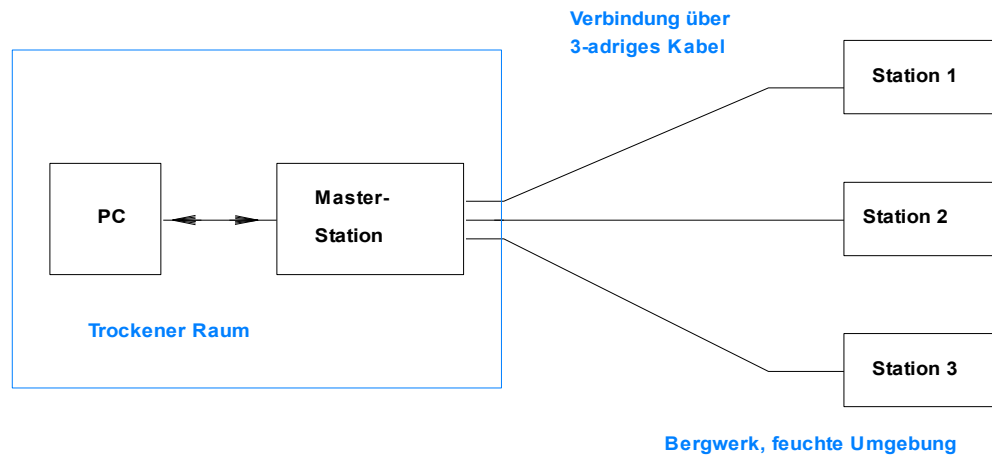 Verbindung über
3-adriges Kabel
Station 1
PC
Master-
Station
Station 2
Trockener Raum
Station 3
Bergwerk, feuchte Umgebung